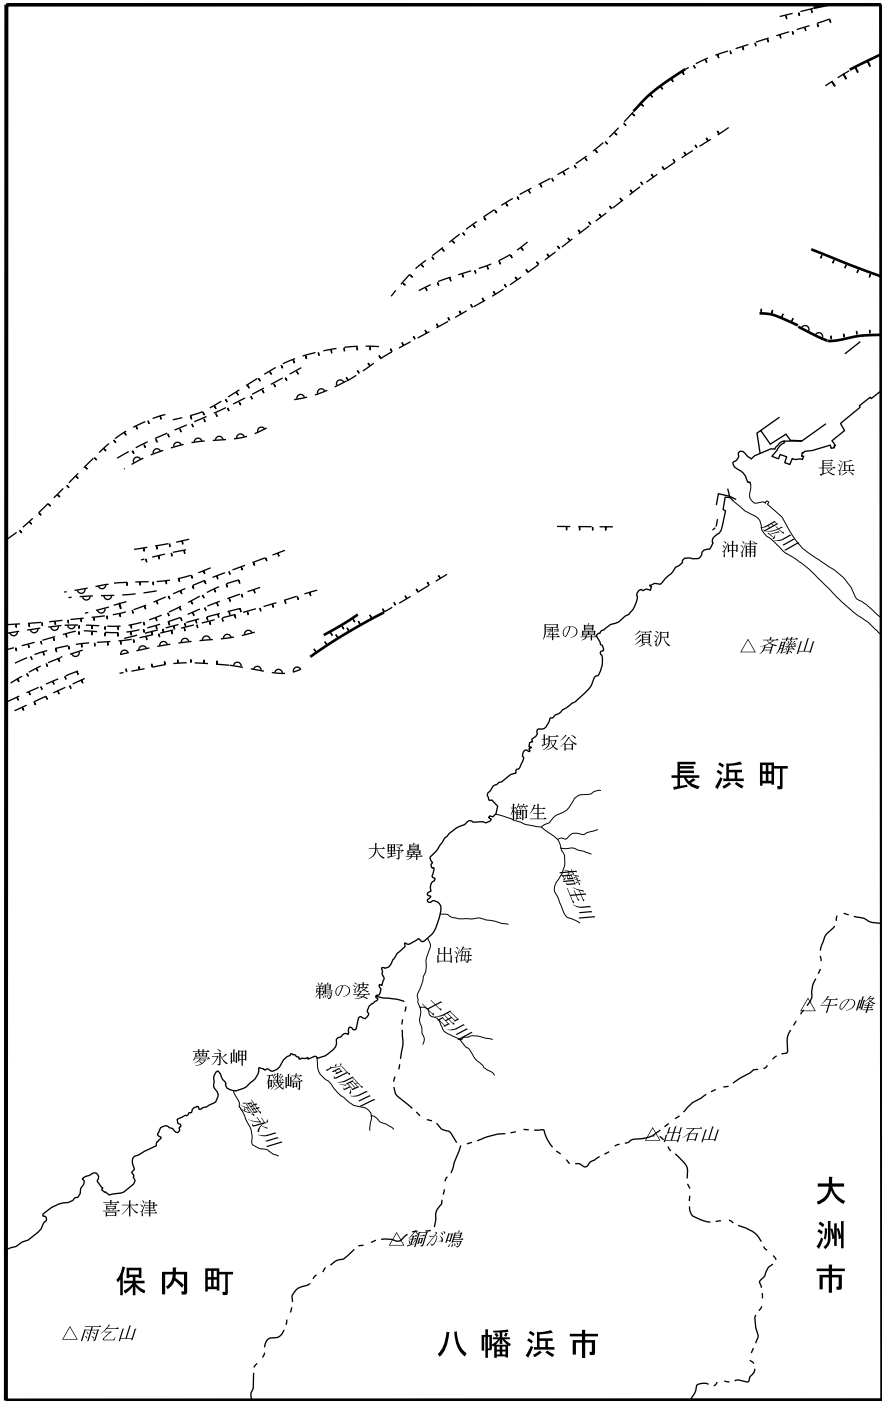 長浜
肱川
沖浦
犀の鼻
須沢
△斉藤山
坂谷
長浜町
櫛生
大野鼻
櫛生川
出海
鵜の婆
△午の峰
土居川
夢永岬
磯崎
河原川
夢永川
△出石山
喜木津
大洲市
△銅が鳴
保内町
△雨乞山
八幡浜市